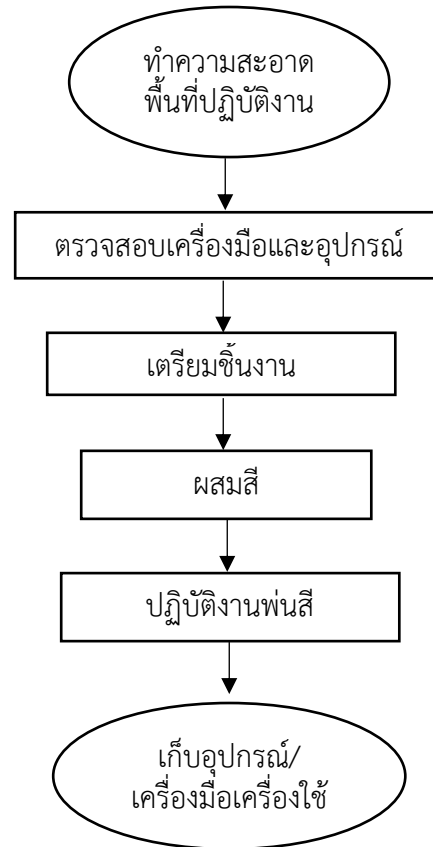 ทำความสะอาด
พื้นที่ปฏิบัติงาน
ตรวจสอบเครื่องมือและอุปกรณ์
เตรียมชิ้นงาน
ผสมสี
ปฏิบัติงานพ่นสี
เก็บอุปกรณ์/
เครื่องมือเครื่องใช้